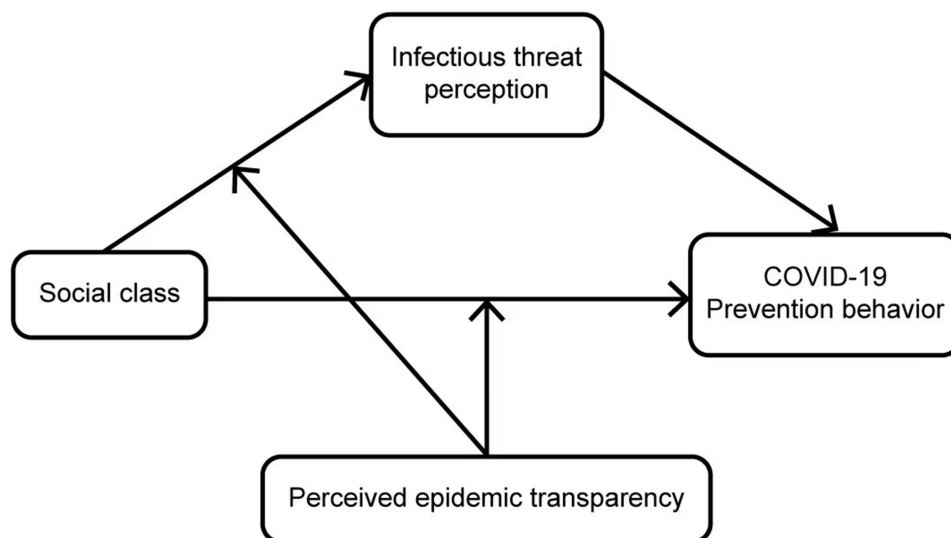 Infectious threat
perception
Social class
COVID-19
Prevention behavior
Perceived epidemic transparency